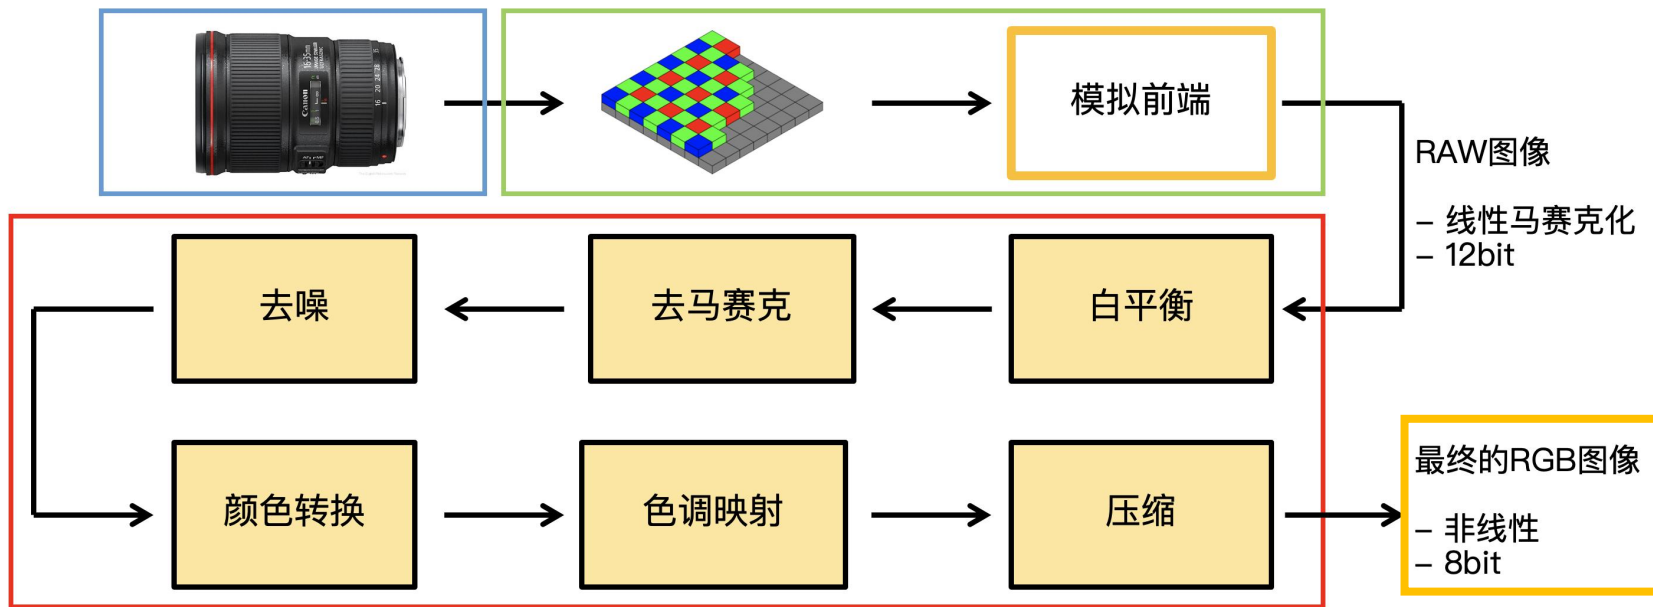 模拟前端
RAW图像
– 线性马赛克化
– 12bit
去噪
去马赛克
白平衡
颜色转换
色调映射
压缩
最终的RGB图像
– 非线性
– 8bit
Canon